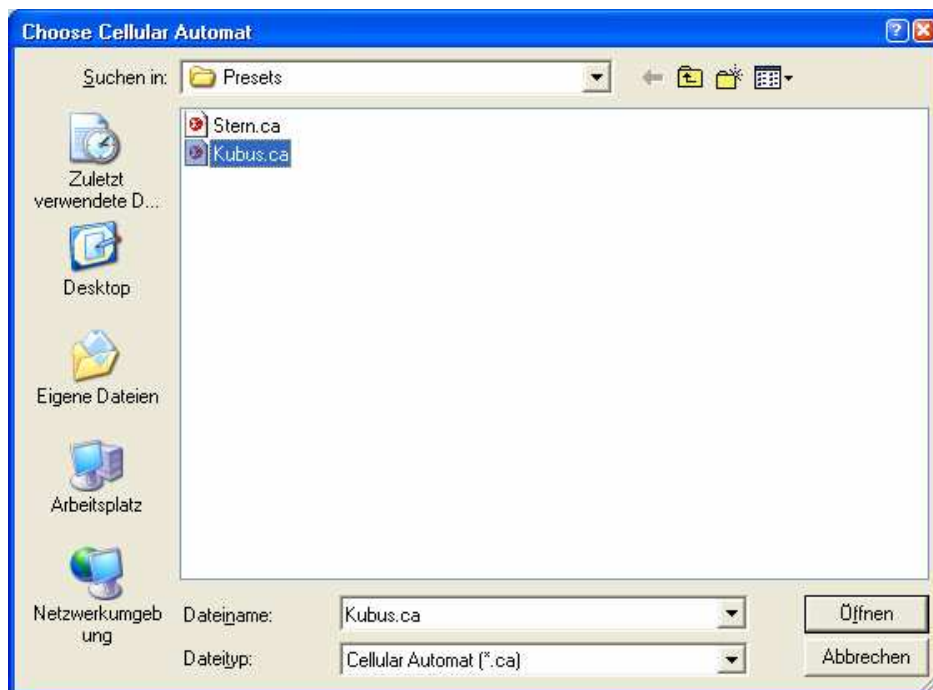 Choose Cellular Automat
Suchen in: Presets
Stern.ca
Kubus.ca
Zuletzt
verwendete D...
Desktop
Eigene Dateien
Arbeitsplatz
Netzwerkumgeb
ung
Dateiname: Kubus.ca Öffnen
Dateityp: Cellular Automat (*.ca) Abbrechen